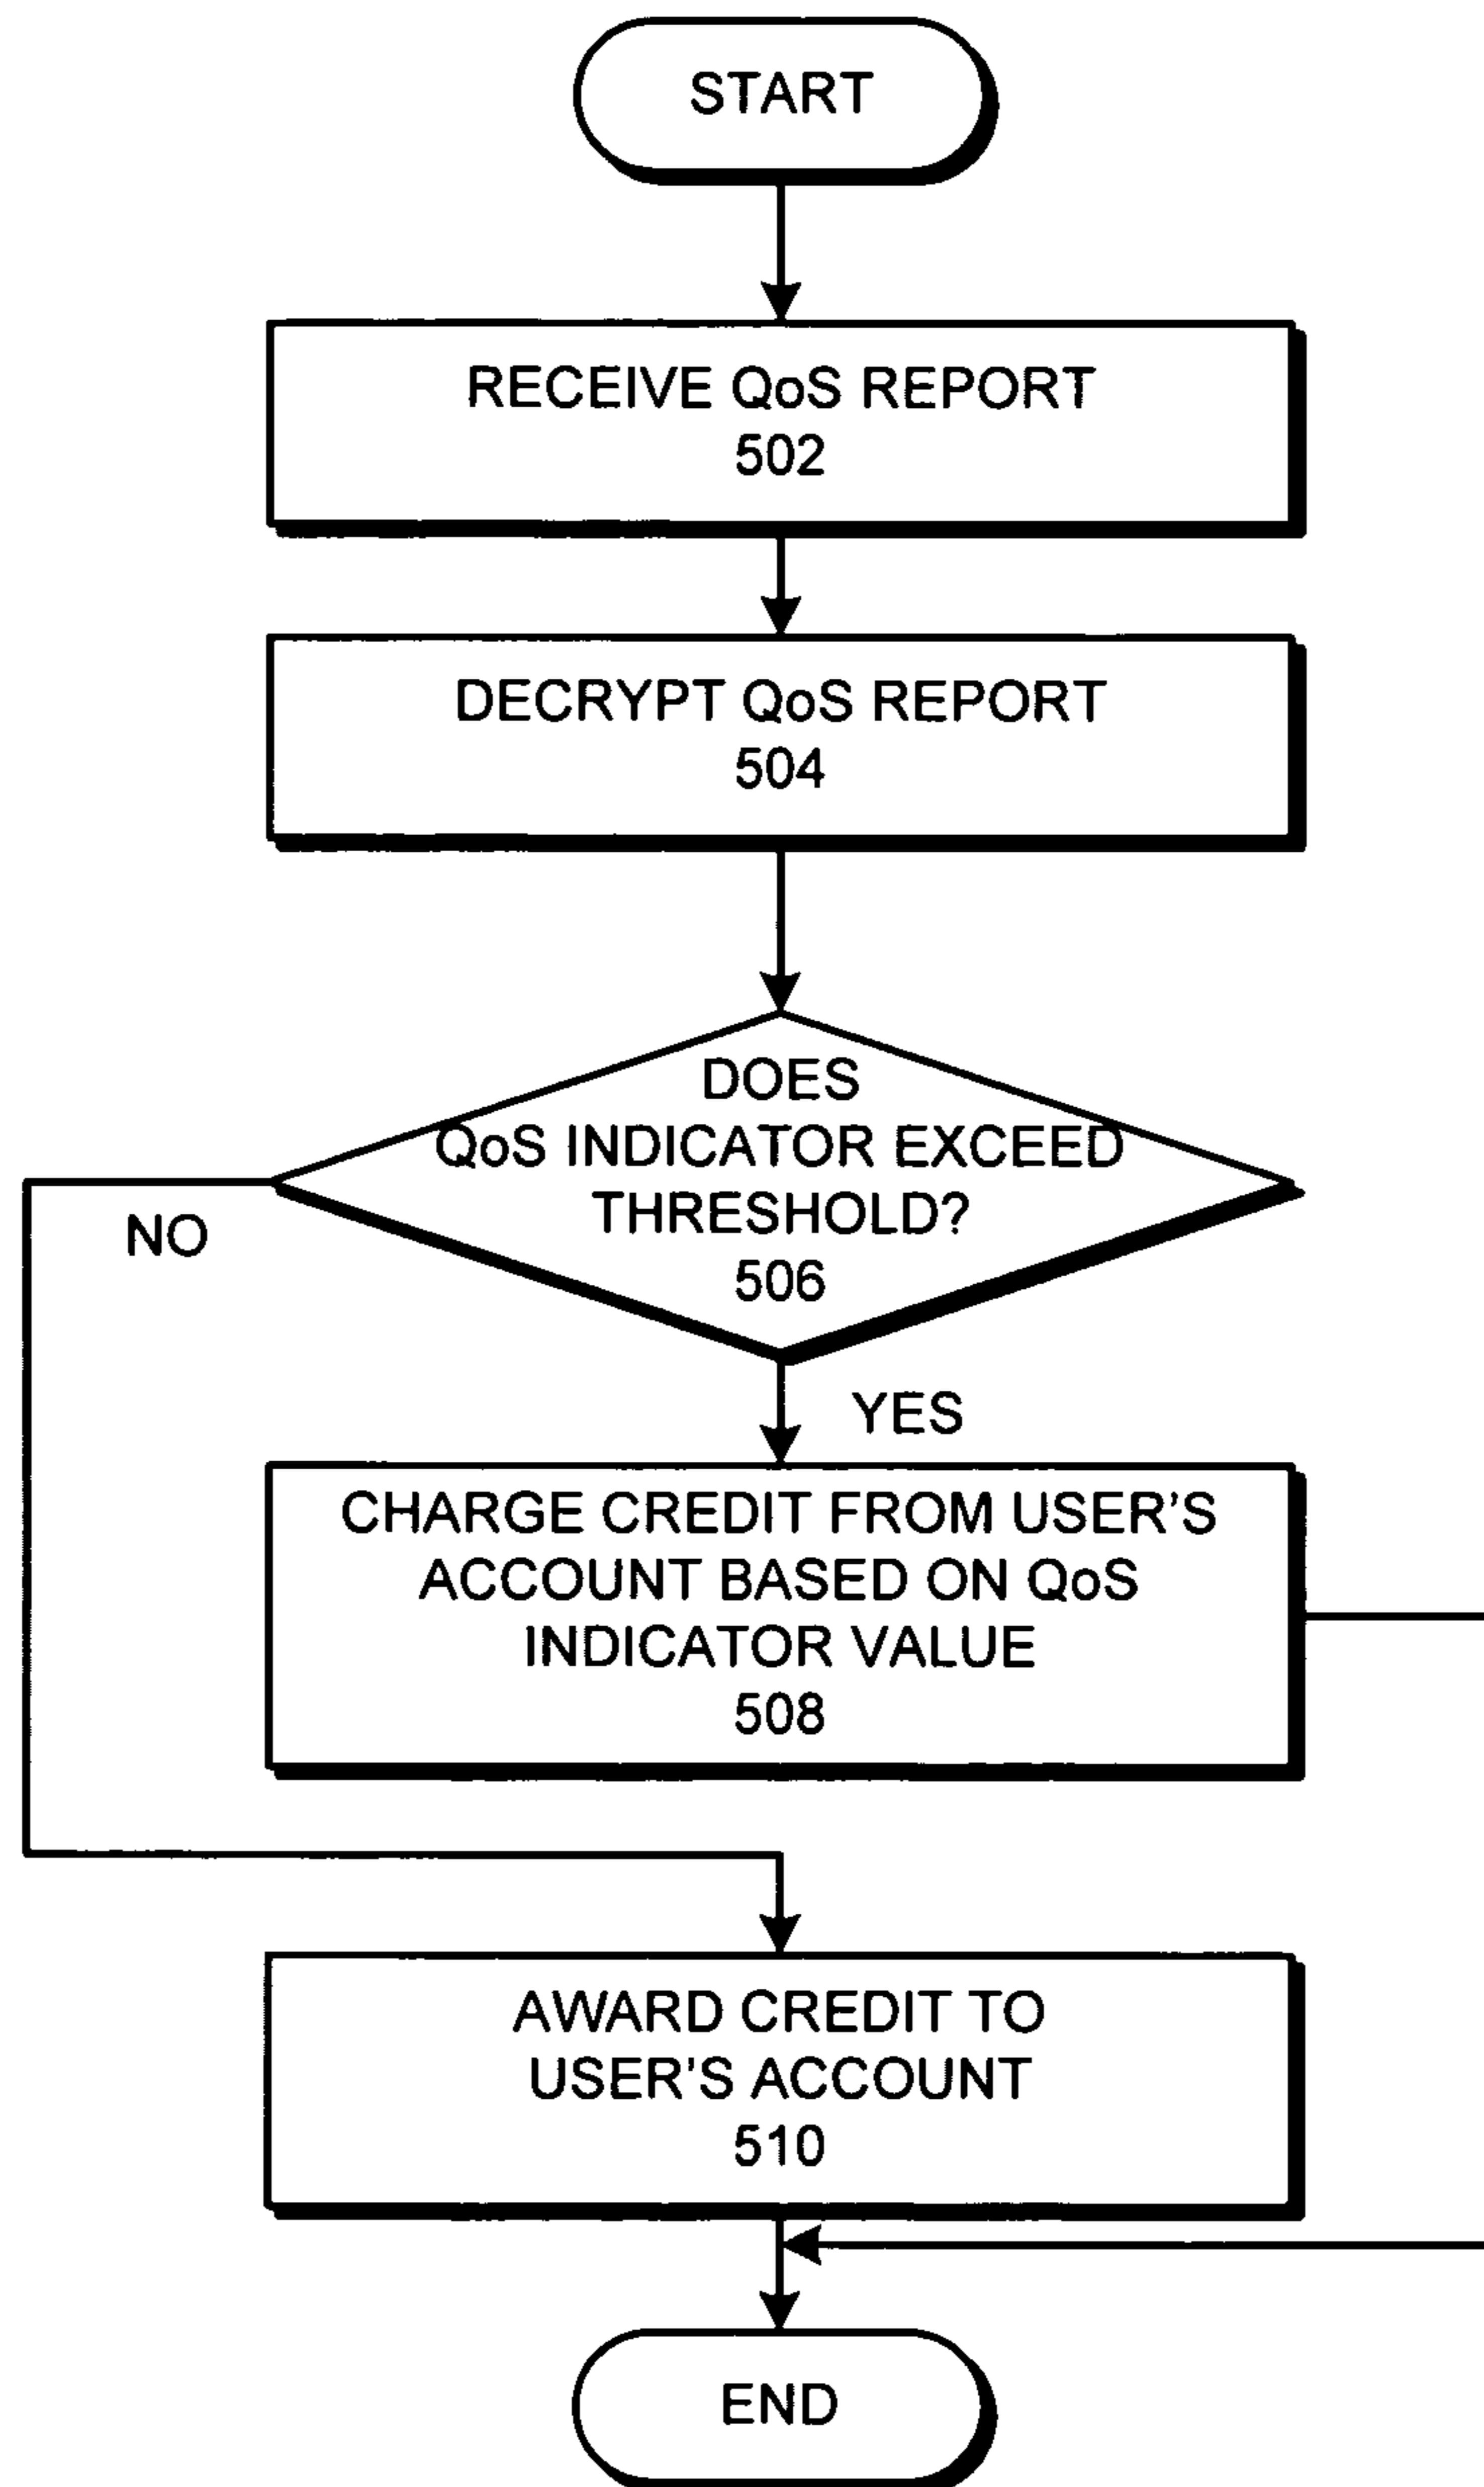 START
RECEIVE QoS REPORT
502
DECRYPT QoS REPORT
504
DOES
QoS INDICATOR EXCEED
THRESHOLD?
506
NO
YES
CHARGE CREDIT FROM USER'S
ACCOUNT BASED ON QoS
INDICATOR VALUE
508
AWARD CREDIT TO
USER'S ACCOUNT
510
END